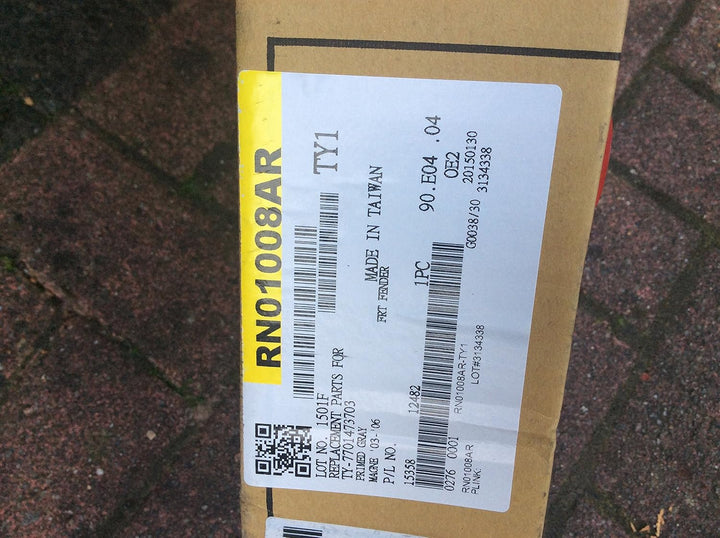 RN01008AR
TY1
LOT NO. 1501F
REPLACEMENT PARTS FOR
TY-7701473703
PRIMED GRAY
MAGNE '03-'06
MADE IN TAIWAN
FRT FENDER
P/L NO.
1PC
90.E04 .04
15358
12482
OE2
0276 0001
RN01008AR-TY1
G0038/30 20150130
RN01008AR
PLINK:
LOT#3134338
3134338